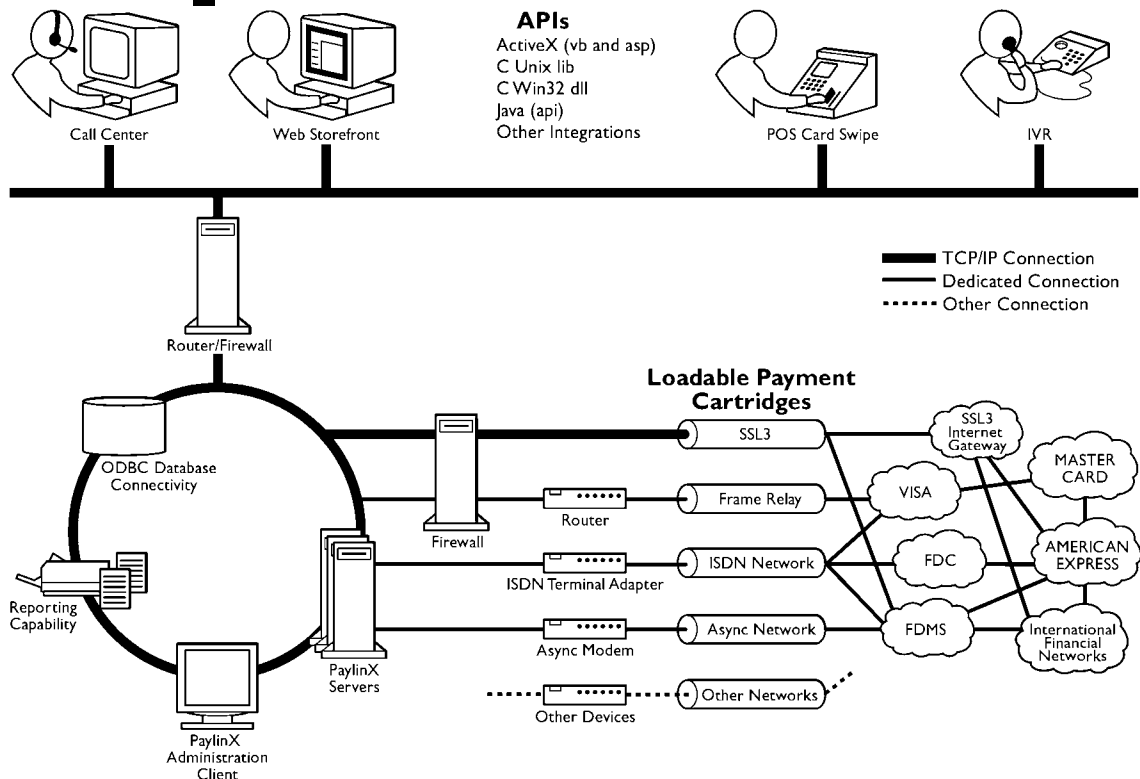 APIs
ActiveX (vb and asp)
C Unix lib
C Win32 dll
Java (api)
Other Integrations
Call Center
Web Storefront
POS Card Swipe
IVR
TCP/IP Connection
Dedicated Connection
Other Connection
Router/Firewall
Loadable Payment
Cartridges
ODBC Database
Connectivity
SSL3
SSL3
Internet
Gateway
MASTER
CARD
Frame Relay
VISA
Router
Firewall
ISDN Network
FDC
AMERICAN
EXPRESS
ISDN Terminal Adapter
Reporting
Capability
Async Network
FDMS
International
Financial
Networks
Async Modem
PaylinX
Servers
Other Networks
Other Devices
PaylinX
Administration
Client